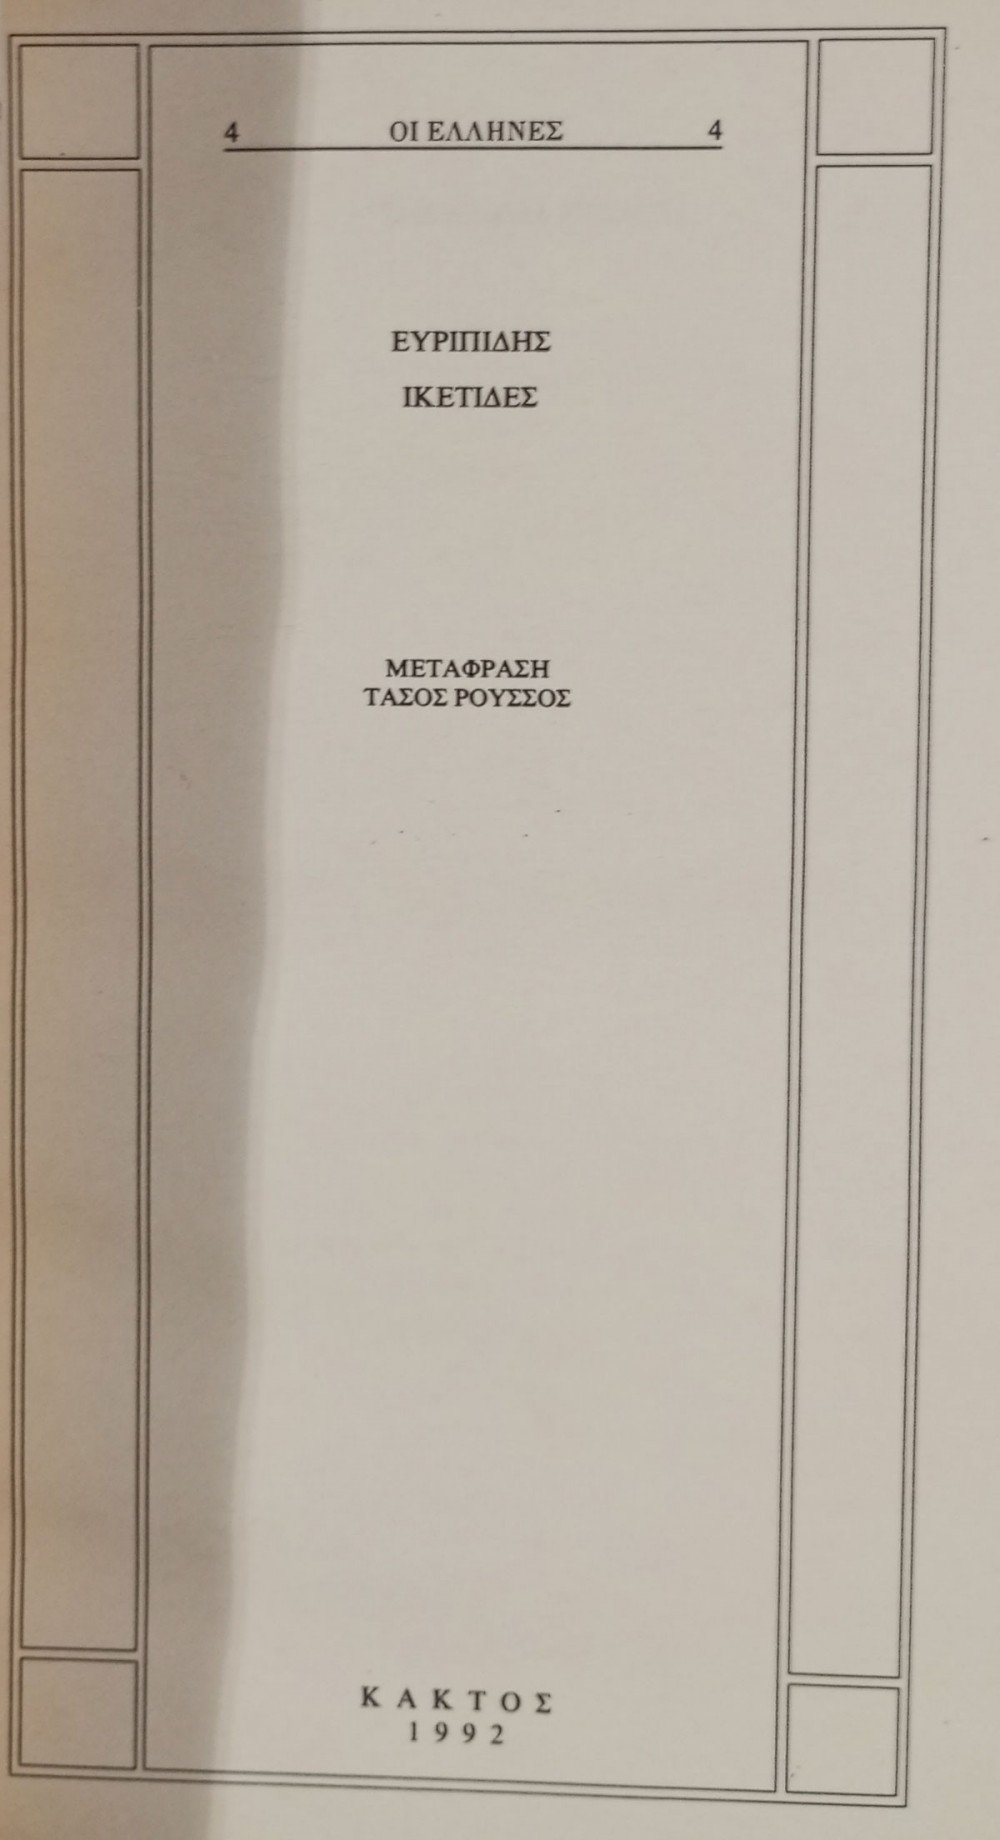 4 ΟΙ ΕΛΛΗΝΕΣ 4
ΕΥΡΙΠΙΔΗΣ
ΙΚΕΤΙΔΕΣ
ΜΕΤΑΦΡΑΣΗ
ΤΑΣΟΣ ΡΟΥΣΣΟΣ
ΚΑΚΤΟΣ
1992